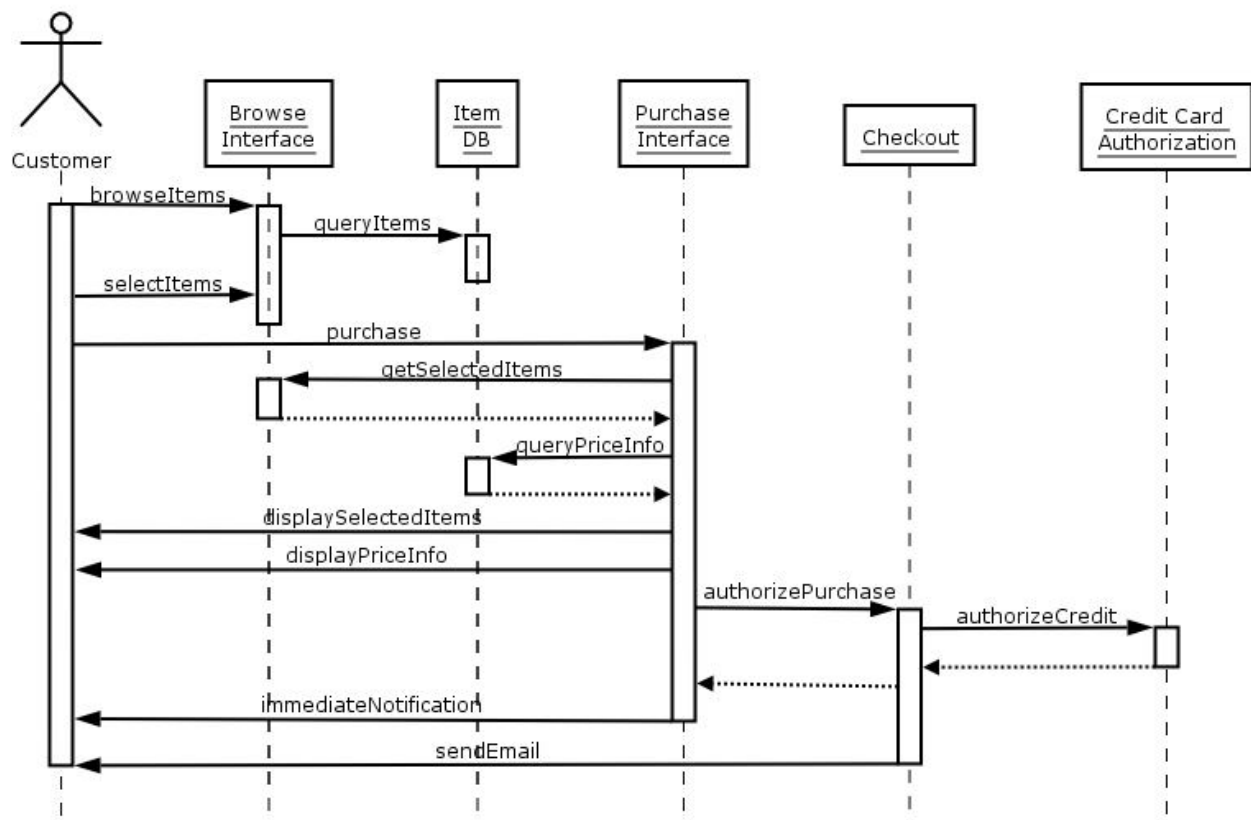 Customer
Browse
Interface
Item
DB
Purchase
Interface
Checkout
Credit Card
Authorization
browseItems
queryItems
selectItems
purchase
getSelectedItems
queryPriceInfo
displaySelectedItems
displayPriceInfo
authorizePurchase
authorizeCredit
immediateNotification
sendEmail